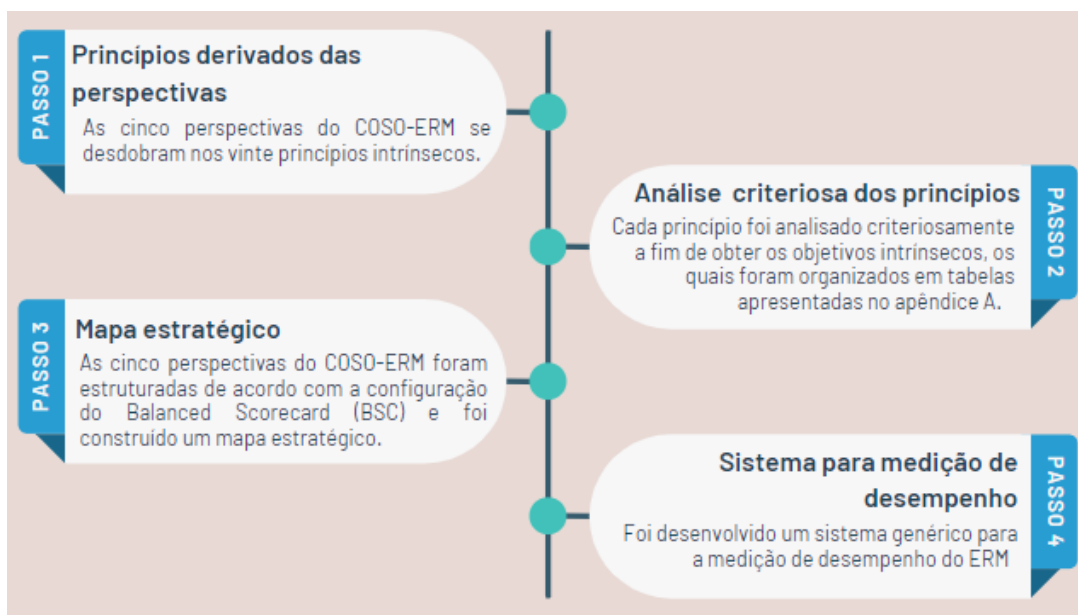 PASSO 1
Princípios derivados das
perspectivas
As cinco perspectivas do COSO-ERM se
desdobram nos vinte princípios intrínsecos.
PASSO 2
Análise criteriosa dos princípios
Cada princípio foi analisado criteriosamente
a fim de obter os objetivos intrínsecos, os
quais foram organizados em tabelas
apresentadas no apêndice A.
PASSO 3
Mapa estratégico
As cinco perspectivas do COSO-ERM foram
estruturadas de acordo com a configuração
do Balanced Scorecard (BSC) e foi
construído um mapa estratégico.
PASSO 4
Sistema para medição de
desempenho
Foi desenvolvido um sistema genérico para
a medição de desempenho do ERM